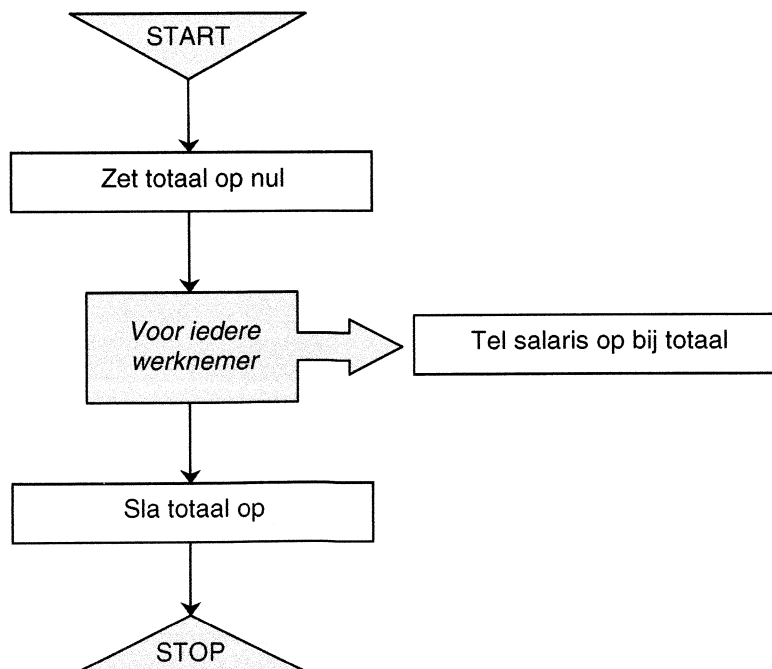 START
Zet totaal op nul
Voor iedere
werknemer
Tel salaris op bij totaal
Sla totaal op
STOP